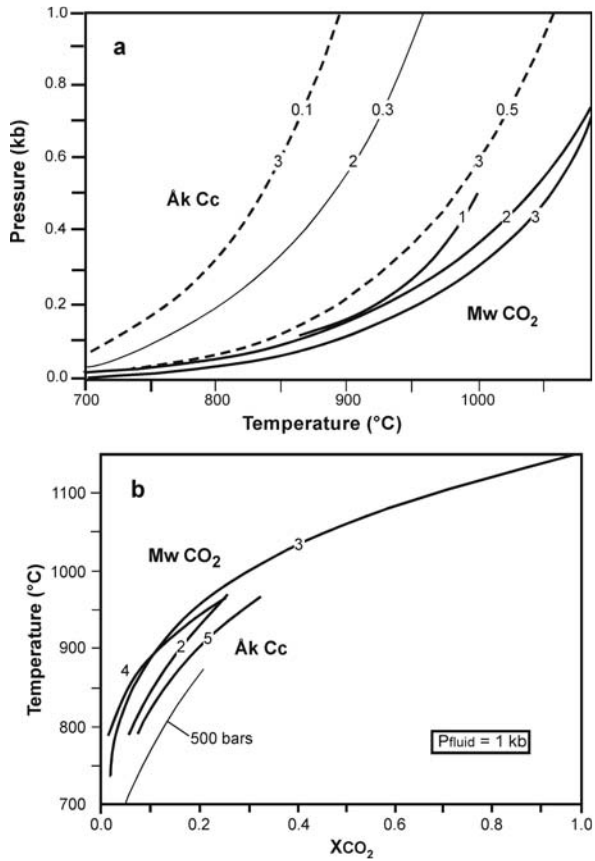 a
1.0
0.8
0.6
0.4
0.2
0.0
Pressure (kb)
0.1
0.3
0.5
3
2
3
Åk Cc
1
2
3
Mw CO2
700
800
900
1000
Temperature (°C)
b
1100
1000
900
800
700
Temperature (°C)
3
Mw CO2
4
2
5
Åk Cc
500 bars
Pfluid = 1 kb
0.0
0.2
0.4
0.6
0.8
1.0
XCO2